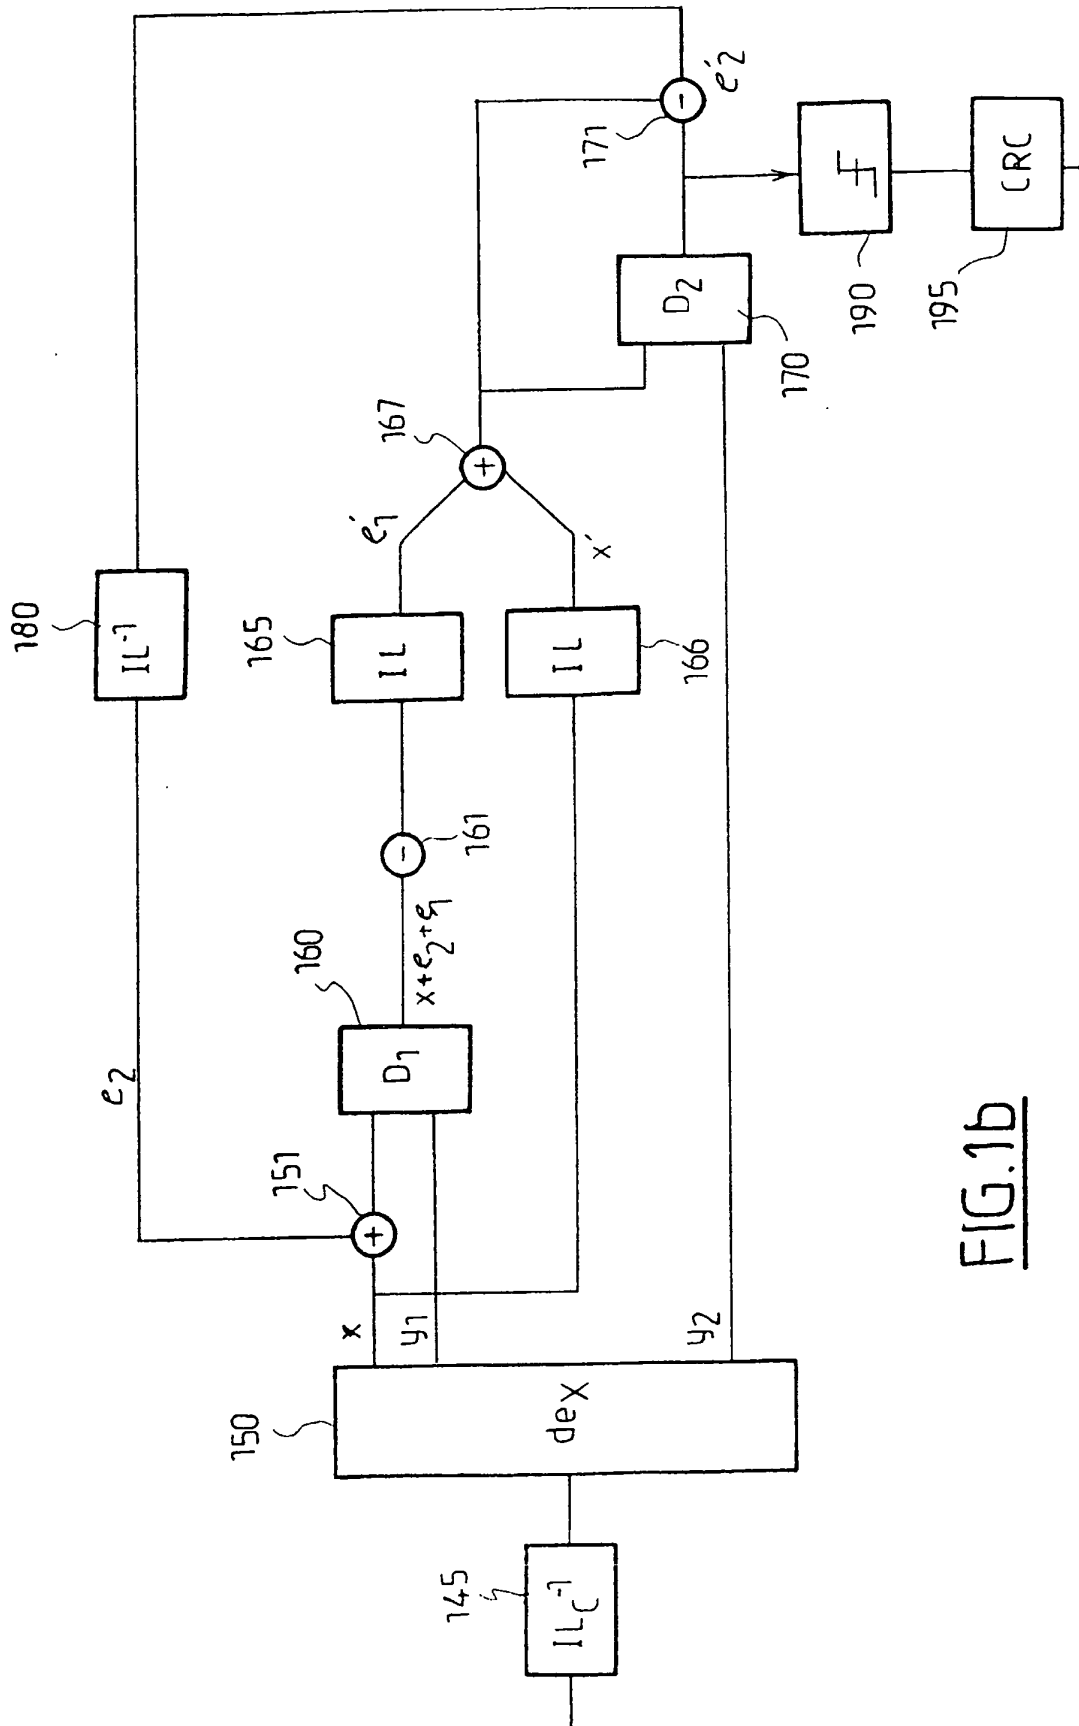 180
IL⁻¹
e₂
165
IL
e'₁
167
+
171
-
e'₂
160
D₁
x+e₂+e₁
-
161
IL
166
x'
D₂
170
190
195
CRC
151
+
x
y₁
y₂
150
deX
145
IL_C⁻¹
FIG.1b